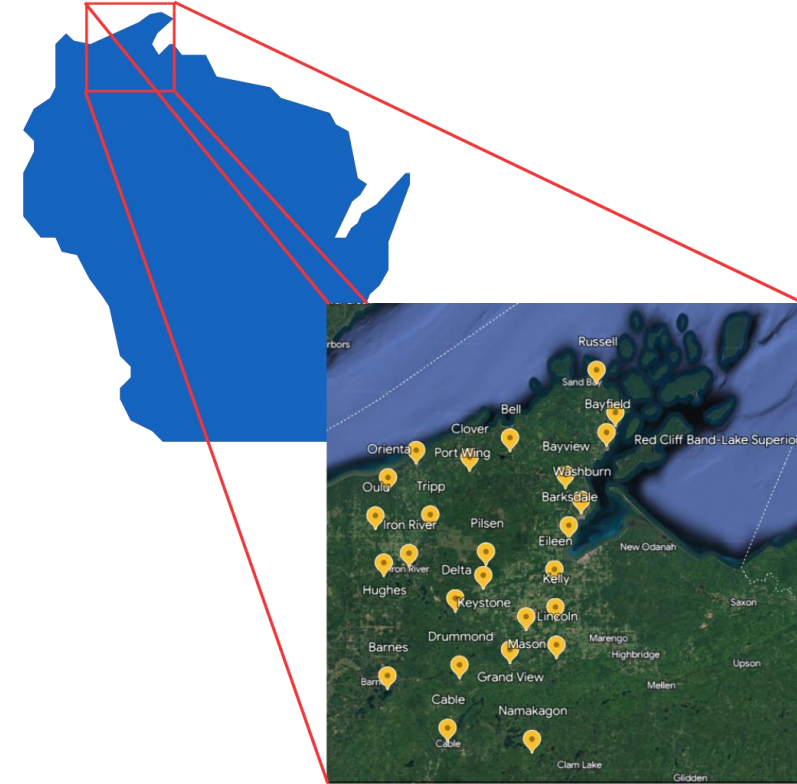 rbors
Russell
Sand Bay
Bayfield
Bell
Clover
Bayview
Red Cliff Band-Lake Superior
Orienta
Port Wing
Washburn
Oulu
Tripp
Barksdale
Iron River
Pilsen
Eileen
New Odanah
Iron River
Delta
Kelly
Hughes
Keystone
Lincoln
Saxon
Drummond
Mason
Marengo
Barnes
Highbridge
Upson
Grand View
Barn
Mellen
Cable
Namakagon
Cable
Clam Lake
Glidden